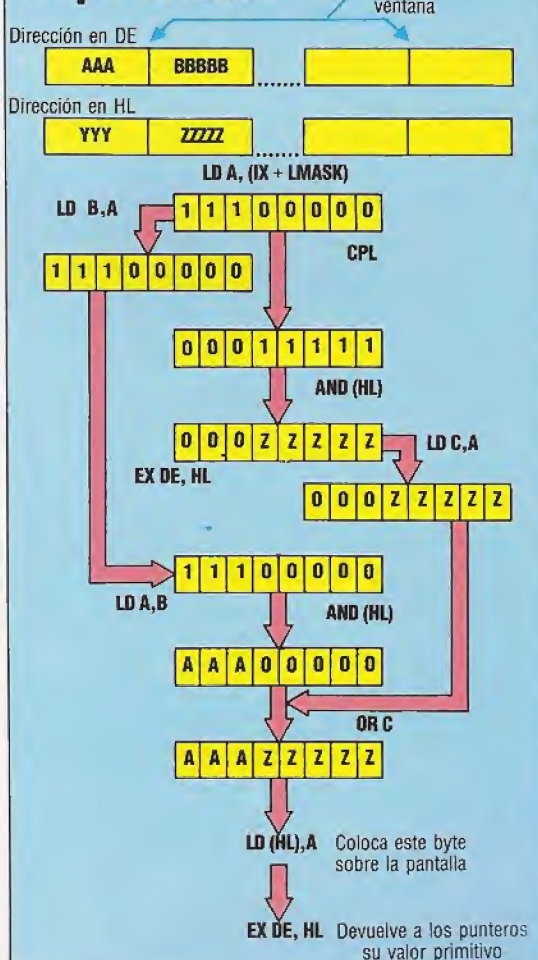 ventana
Dirección en DE
AAA BBBBB ........
Dirección en HL
YYY ZZZZZ ........
LD A, (IX + LMASK)
LD B,A
1 1 1 0 0 0 0 0
CPL
1 1 1 0 0 0 0 0
0 0 0 1 1 1 1 1
AND (HL)
0 0 0 Z Z Z Z Z
LD C,A
EX DE, HL
0 0 0 Z Z Z Z Z
1 1 1 0 0 0 0 0
LD A,B
AND (HL)
A A A 0 0 0 0 0
OR C
A A A Z Z Z Z Z
LD (HL),A Coloca este byte
sobre la pantalla
EX DE, HL Devuelve a los punteros
su valor primitivo